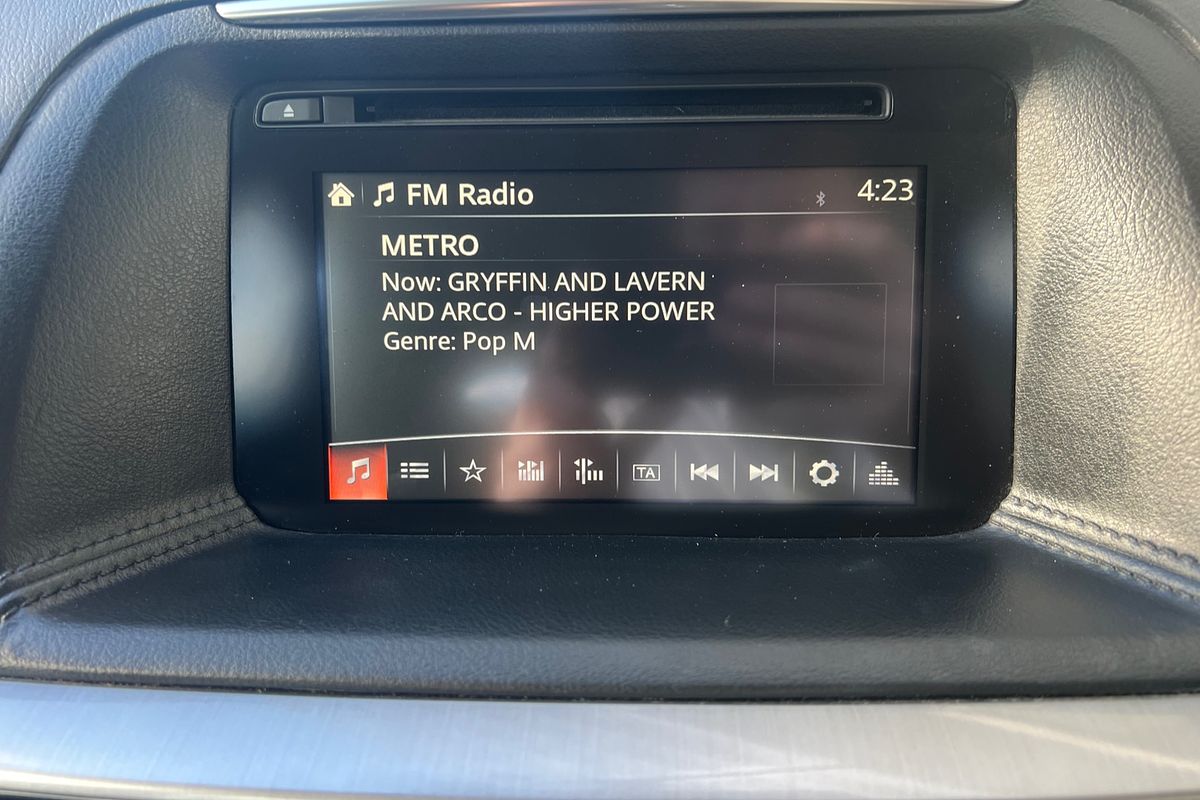 FM Radio
4:23
METRO
Now: GRYFFIN AND LAVERN
AND ARCO - HIGHER POWER
Genre: Pop M
TA